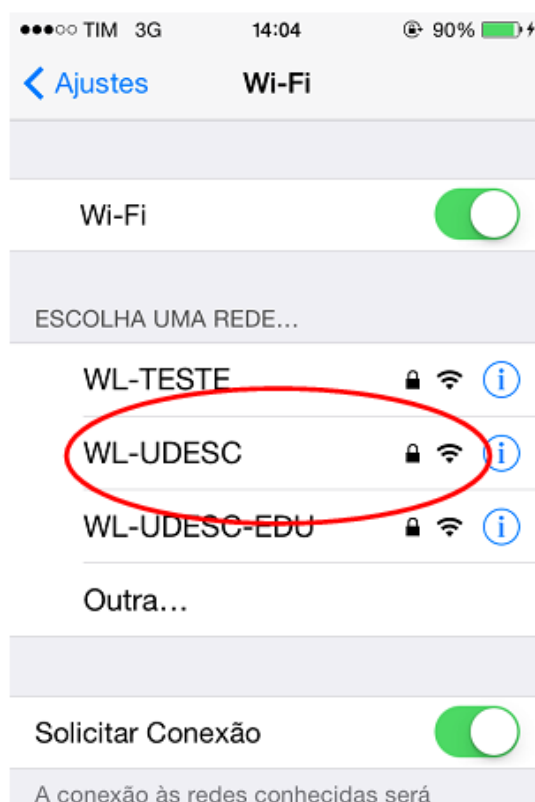 TIM 3G 14:04 90%
Ajustes Wi-Fi
Wi-Fi
ESCOLHA UMA REDE...
WL-TESTE
WL-UDESC
WL-UDESC-EDU
Outra...
Solicitar Conexão
A conexão às redes conhecidas será